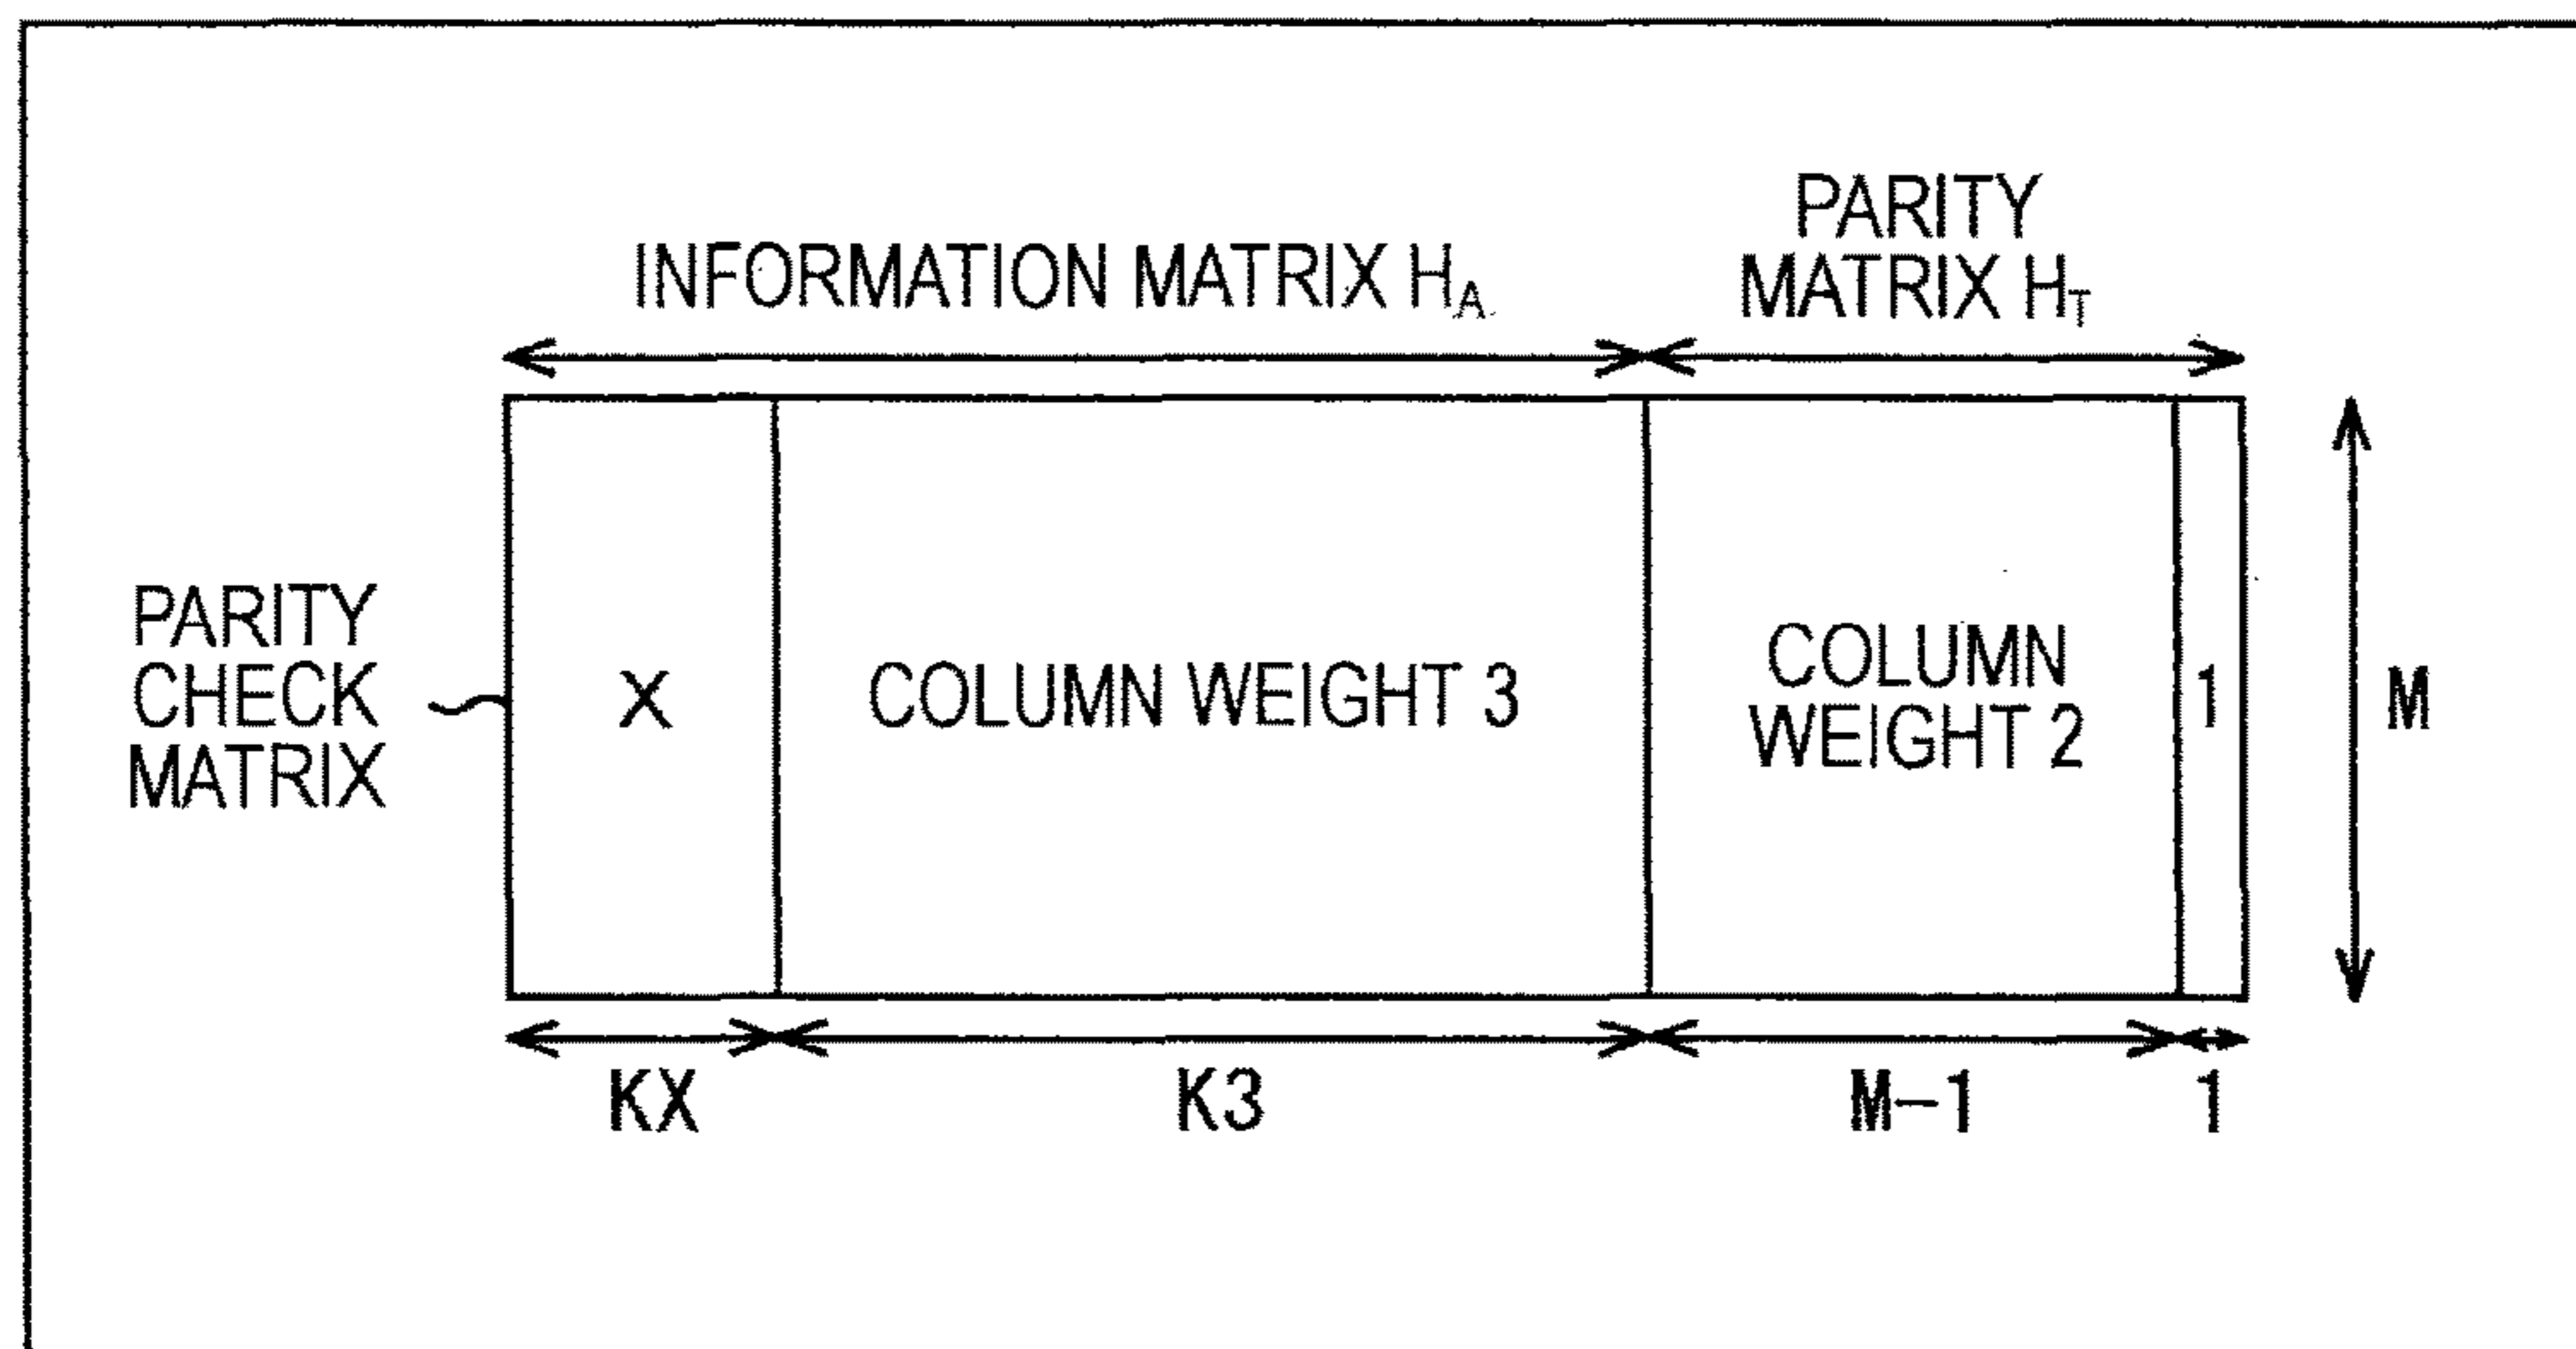 PARITY
INFORMATION MATRIX HA
MATRIX HT
PARITY
CHECK
MATRIX
X
COLUMN WEIGHT 3
COLUMN
WEIGHT 2
1
M
KX
K3
M-1
1